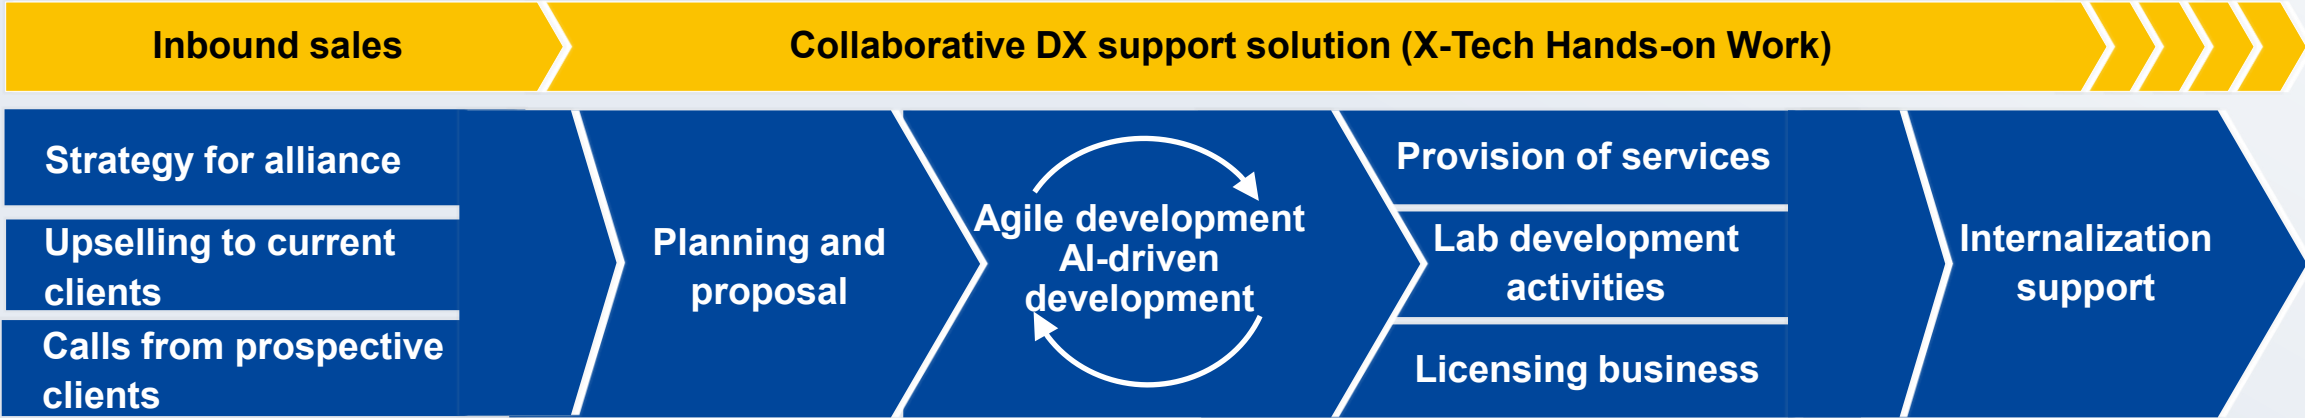 Inbound sales
Collaborative DX support solution (X-Tech Hands-on Work)
Strategy for alliance
Upselling to current
clients
Calls from prospective
clients
Planning and
proposal
Agile development
AI-driven
development
Provision of services
Lab development
activities
Licensing business
Internalization
support